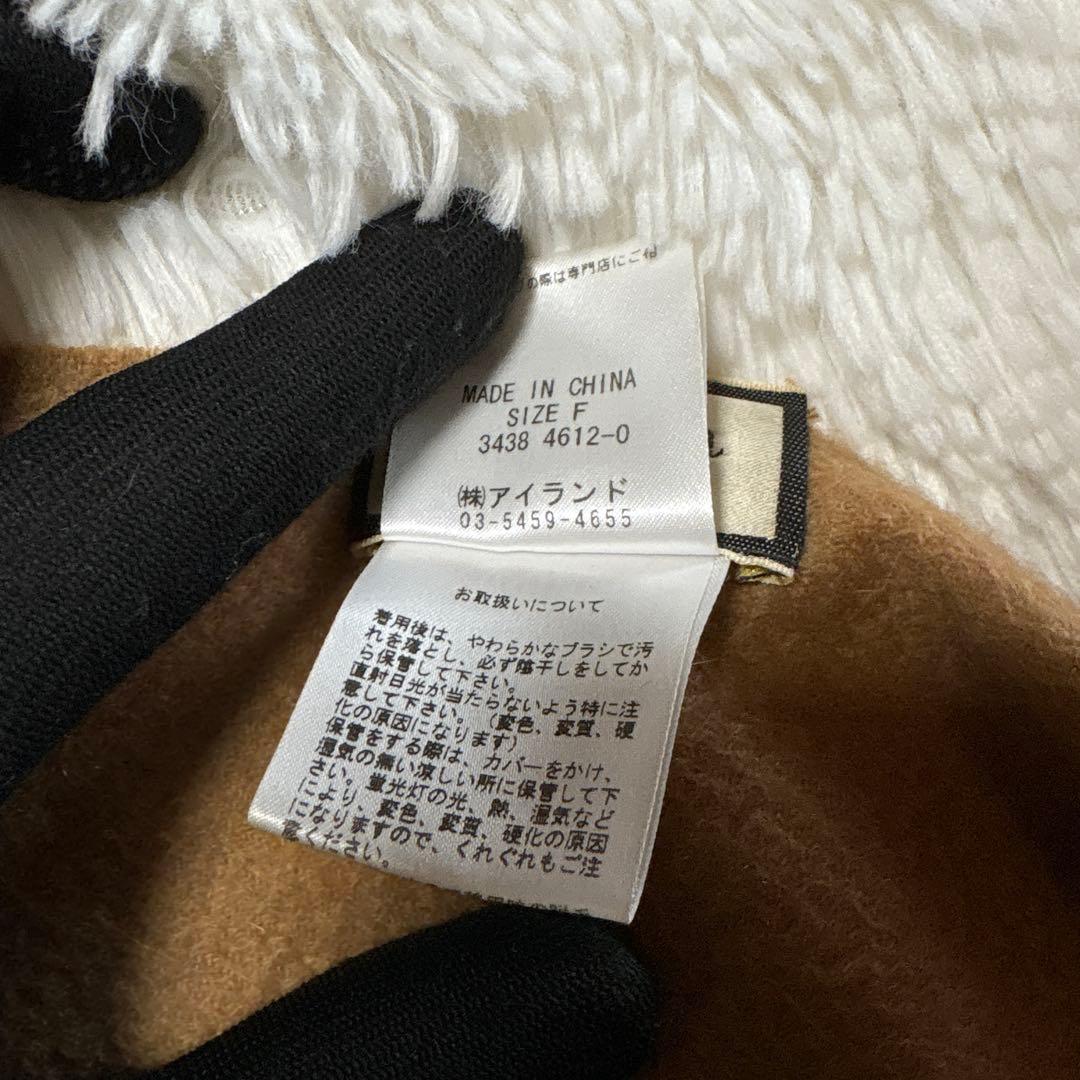 の際は専門店にご付
MADE IN CHINA
SIZE F
3438 4612-0
㈱アイランド
03-5459-4655
お取扱いについて
着用後は、やわらかなブラシで汚
れを落とし、必ず陰干しをしてか
ら保管して下さい。
直射日光が当たらないよう特に注
意して下さい。(変色、変質、硬
化の原因になります)
保管をする際は、カバーをかけ、
湿気の無い涼しい所に保管して下
さい。蛍光灯の光、熱、湿気など
により、変色、変質、硬化の原因
になりますので、くれぐれもご注
意ください。